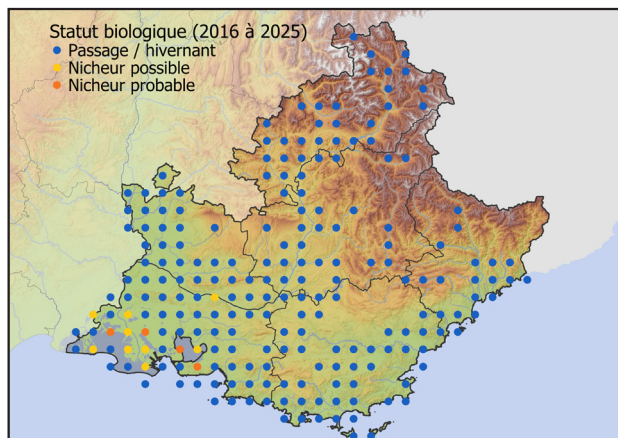 Statut biologique (2016 à 2025)
Passage / hivernant
Nicheur possible
Nicheur probable